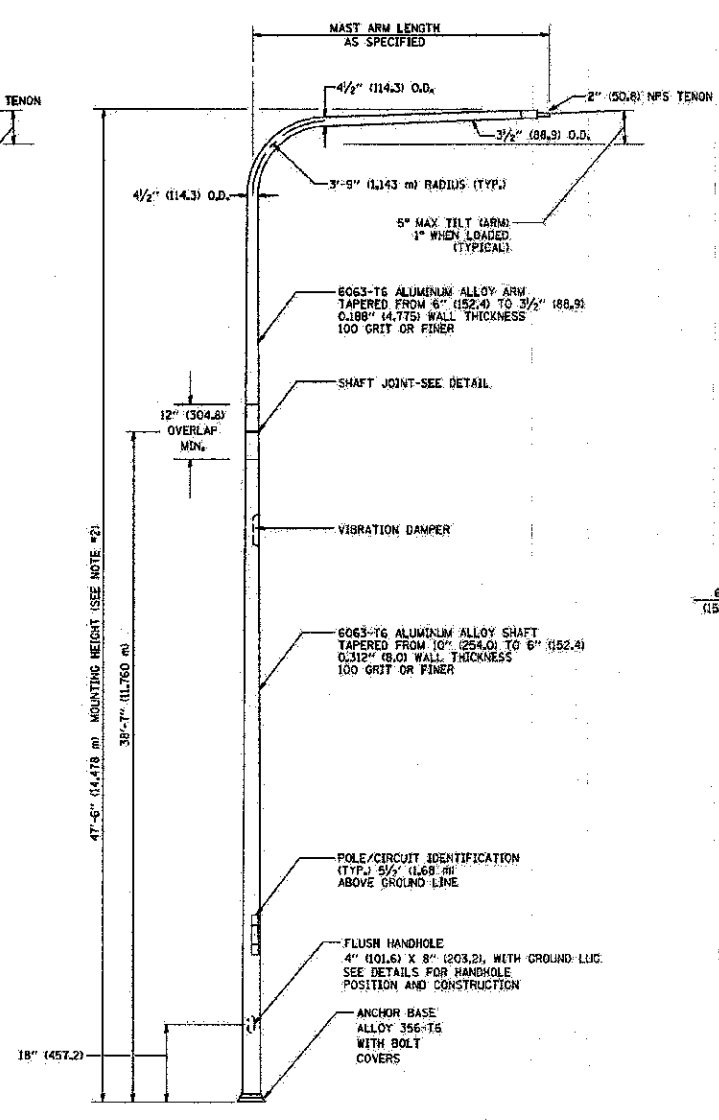 MAST ARM LENGTH
AS SPECIFIED
TENON
4½" (114.3) O.D.
2" (50.8) NPS TENON
3½" (88.9) O.D.
4½" (114.3) O.D.
3'-9" (1.143 m) RADIUS (TYP.)
5° MAX TILT (ARM)
1° WHEN LOADED
(TYPICAL)
6063-T6 ALUMINUM ALLOY ARM
TAPERED FROM 6" (152.4) TO 3½" (88.9)
0.188" (4.775) WALL THICKNESS
100 GRIT OR FINER
SHAFT JOINT-SEE DETAIL
12" (304.8)
OVERLAP
MIN.
VIBRATION DAMPER
47'-6" (14.478 m) MOUNTING HEIGHT (SEE NOTE #2)
38'-7" (11.760 m)
6063-T6 ALUMINUM ALLOY SHAFT
TAPERED FROM 10" (254.0) TO 6" (152.4)
0.312" (8.0) WALL THICKNESS
100 GRIT OR FINER
POLE/CIRCUIT IDENTIFICATION
(TYP.) 5½' (1.68 m)
ABOVE GROUND LINE
FLUSH HANDHOLE
4" (101.6) X 8" (203.2), WITH GROUND LUG
SEE DETAILS FOR HANDHOLE
POSITION AND CONSTRUCTION
ANCHOR BASE
ALLOY 356-T6
WITH BOLT
COVERS
18" (457.2)